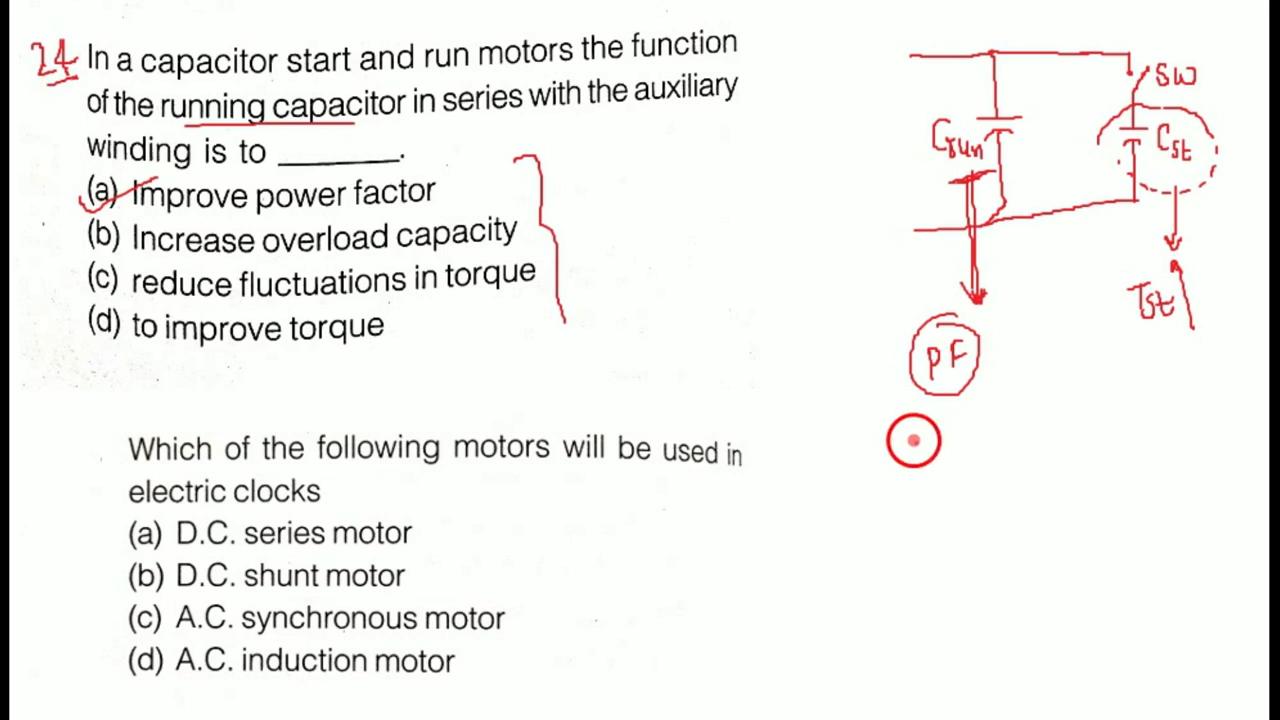 24 In a capacitor start and run motors the function
of the running capacitor in series with the auxiliary
winding is to ________.
(a) Improve power factor
(b) Increase overload capacity
(c) reduce fluctuations in torque
(d) to improve torque
SW
Crun
Cst
Tst
PF
Which of the following motors will be used in
electric clocks
(a) D.C. series motor
(b) D.C. shunt motor
(c) A.C. synchronous motor
(d) A.C. induction motor